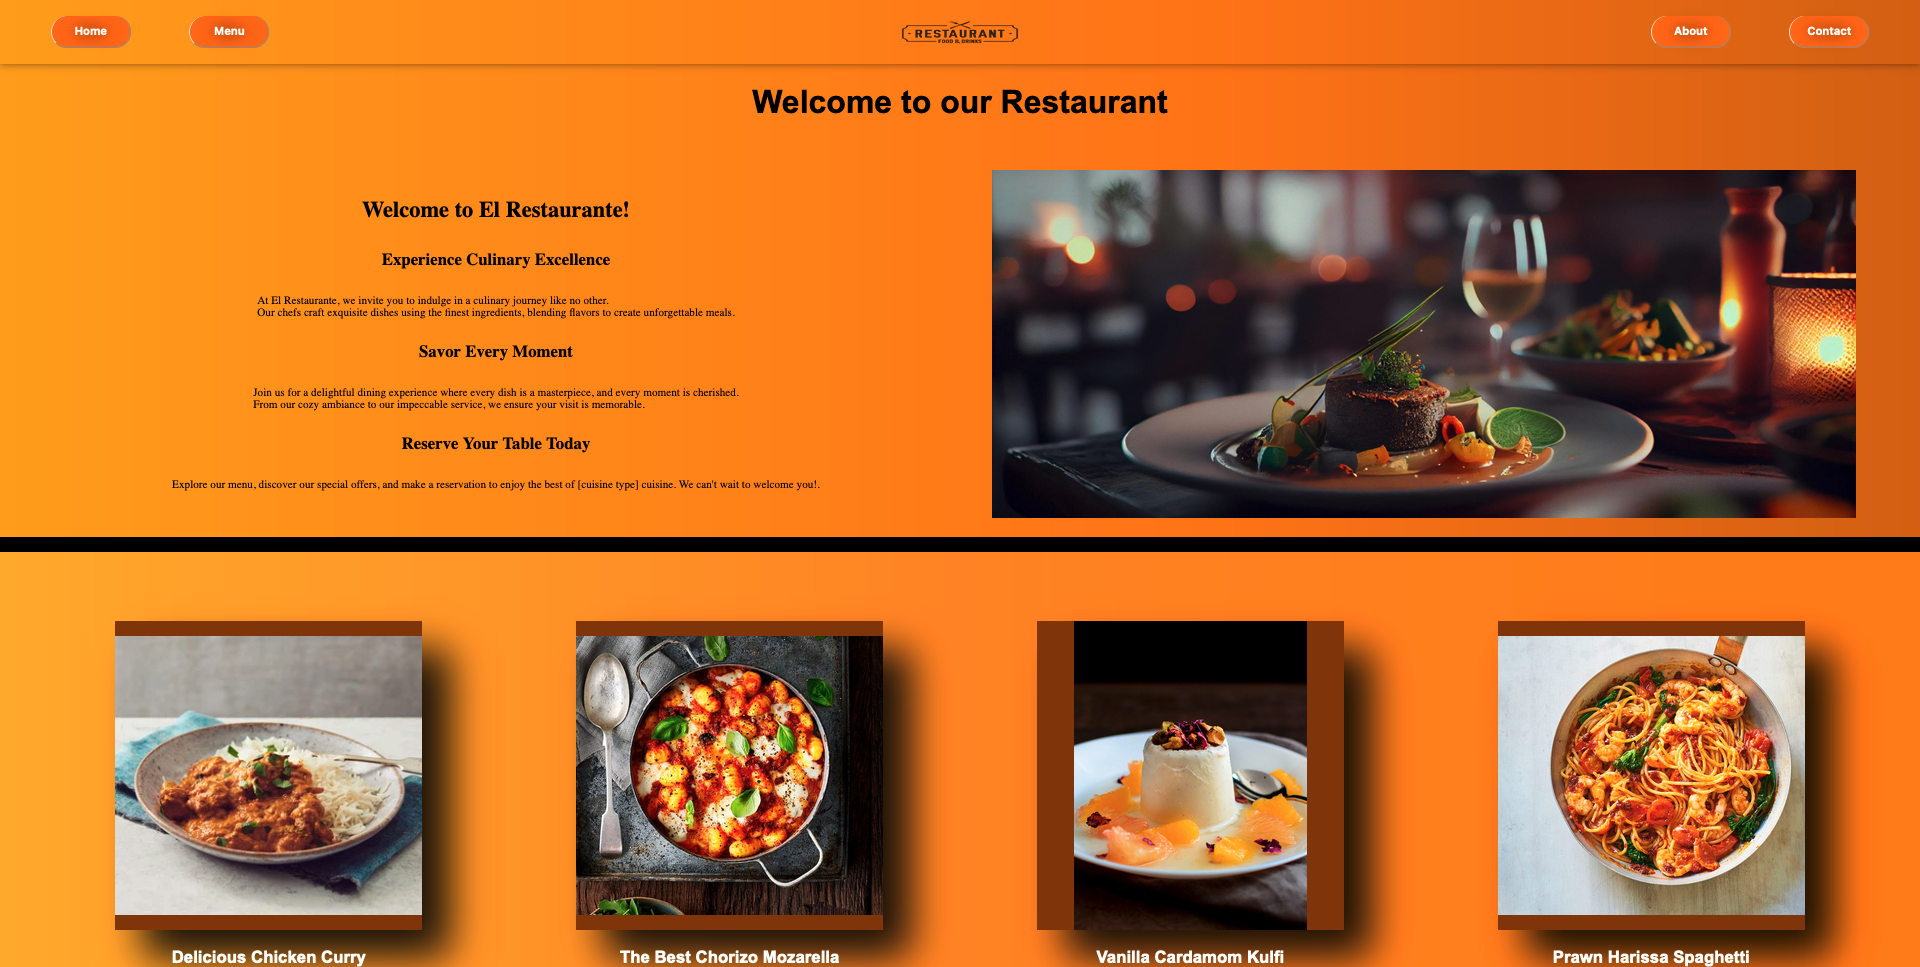 Home
Menu
RESTAURANT
FOOD & DRINKS
About
Contact
Welcome to our Restaurant
Welcome to El Restaurante!
Experience Culinary Excellence
At El Restaurante, we invite you to indulge in a culinary journey like no other.
Our chefs craft exquisite dishes using the finest ingredients, blending flavors to create unforgettable meals.
Savor Every Moment
Join us for a delightful dining experience where every dish is a masterpiece, and every moment is cherished.
From our cozy ambiance to our impeccable service, we ensure your visit is memorable.
Reserve Your Table Today
Explore our menu, discover our special offers, and make a reservation to enjoy the best of [cuisine type] cuisine. We can't wait to welcome you!.
Delicious Chicken Curry
The Best Chorizo Mozarella
Vanilla Cardamom Kulfi
Prawn Harissa Spaghetti